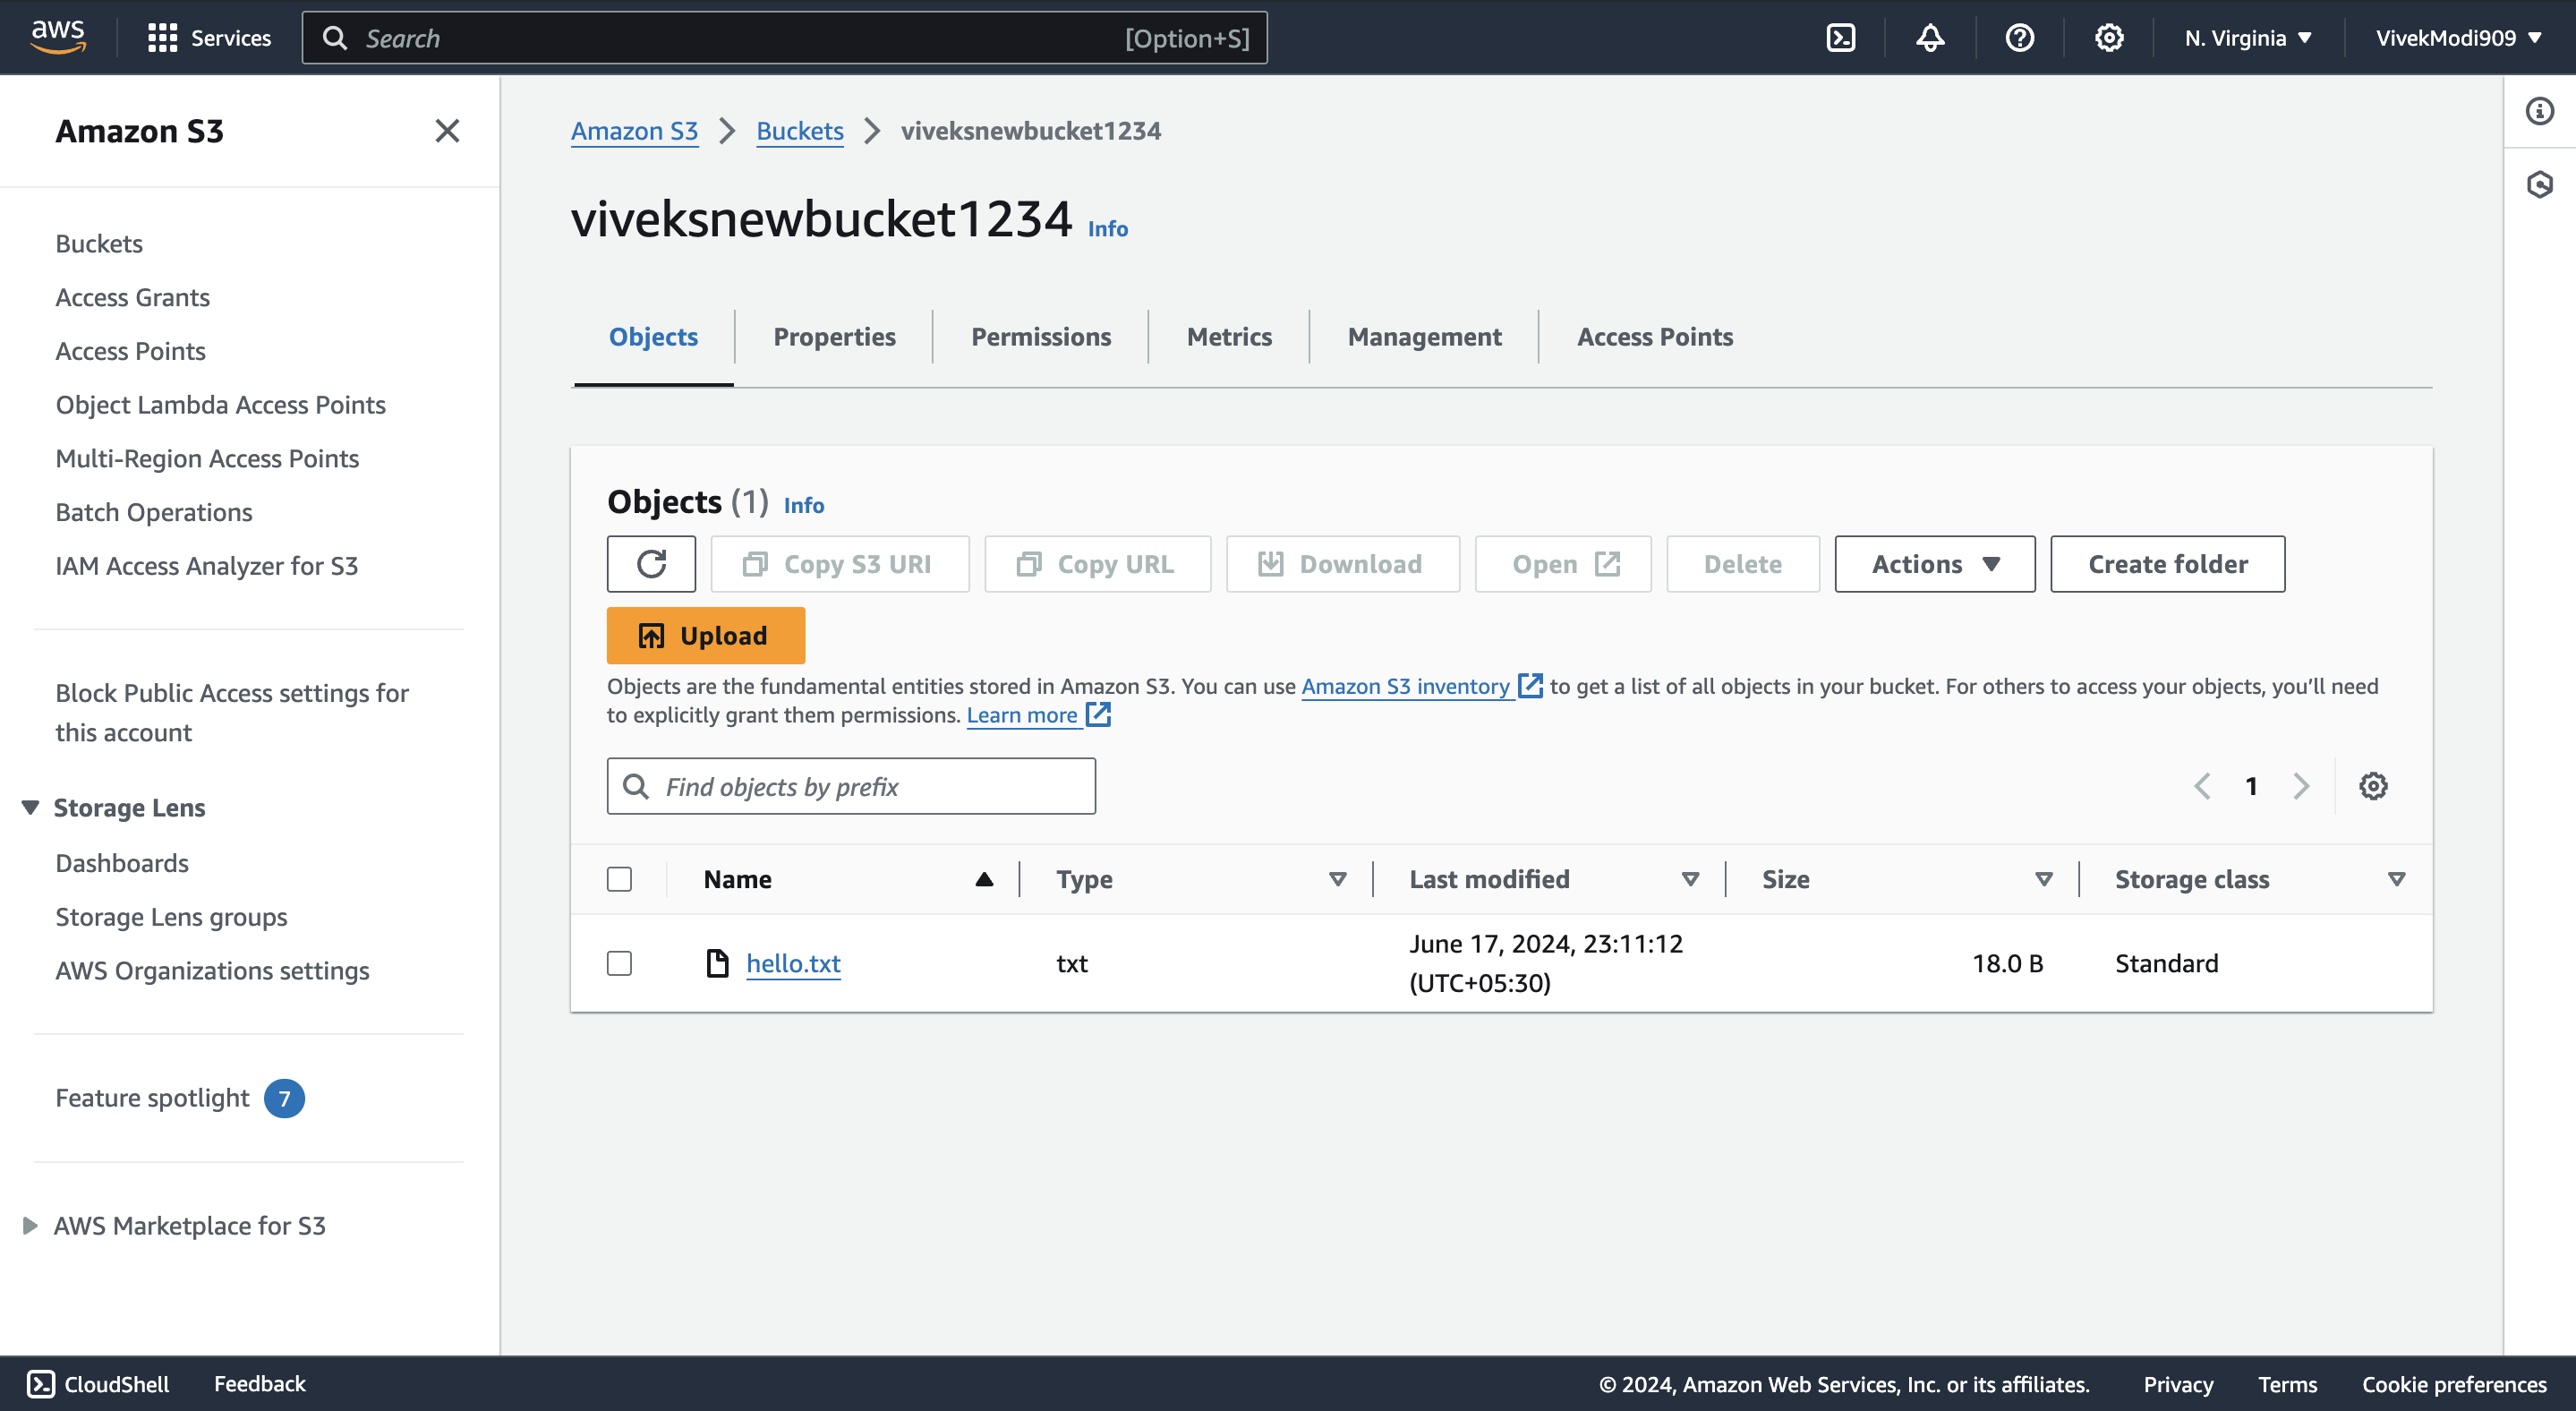 aws Services Search [Option+S] N. Virginia VivekModi909
Amazon S3
Buckets
Access Grants
Access Points
Object Lambda Access Points
Multi-Region Access Points
Batch Operations
IAM Access Analyzer for S3
Block Public Access settings for
this account
Storage Lens
Dashboards
Storage Lens groups
AWS Organizations settings
Feature spotlight 7
AWS Marketplace for S3
Amazon S3 Buckets viveksnewbucket1234
viveksnewbucket1234 Info
Objects Properties Permissions Metrics Management Access Points
Objects (1) Info
Copy S3 URI Copy URL Download Open Delete Actions Create folder
Upload
Objects are the fundamental entities stored in Amazon S3. You can use Amazon S3 inventory to get a list of all objects in your bucket. For others to access your objects, you’ll need
to explicitly grant them permissions. Learn more
Find objects by prefix 1
Name Type Last modified Size Storage class
hello.txt txt June 17, 2024, 23:11:12 18.0 B Standard
(UTC+05:30)
CloudShell Feedback © 2024, Amazon Web Services, Inc. or its affiliates. Privacy Terms Cookie preferences